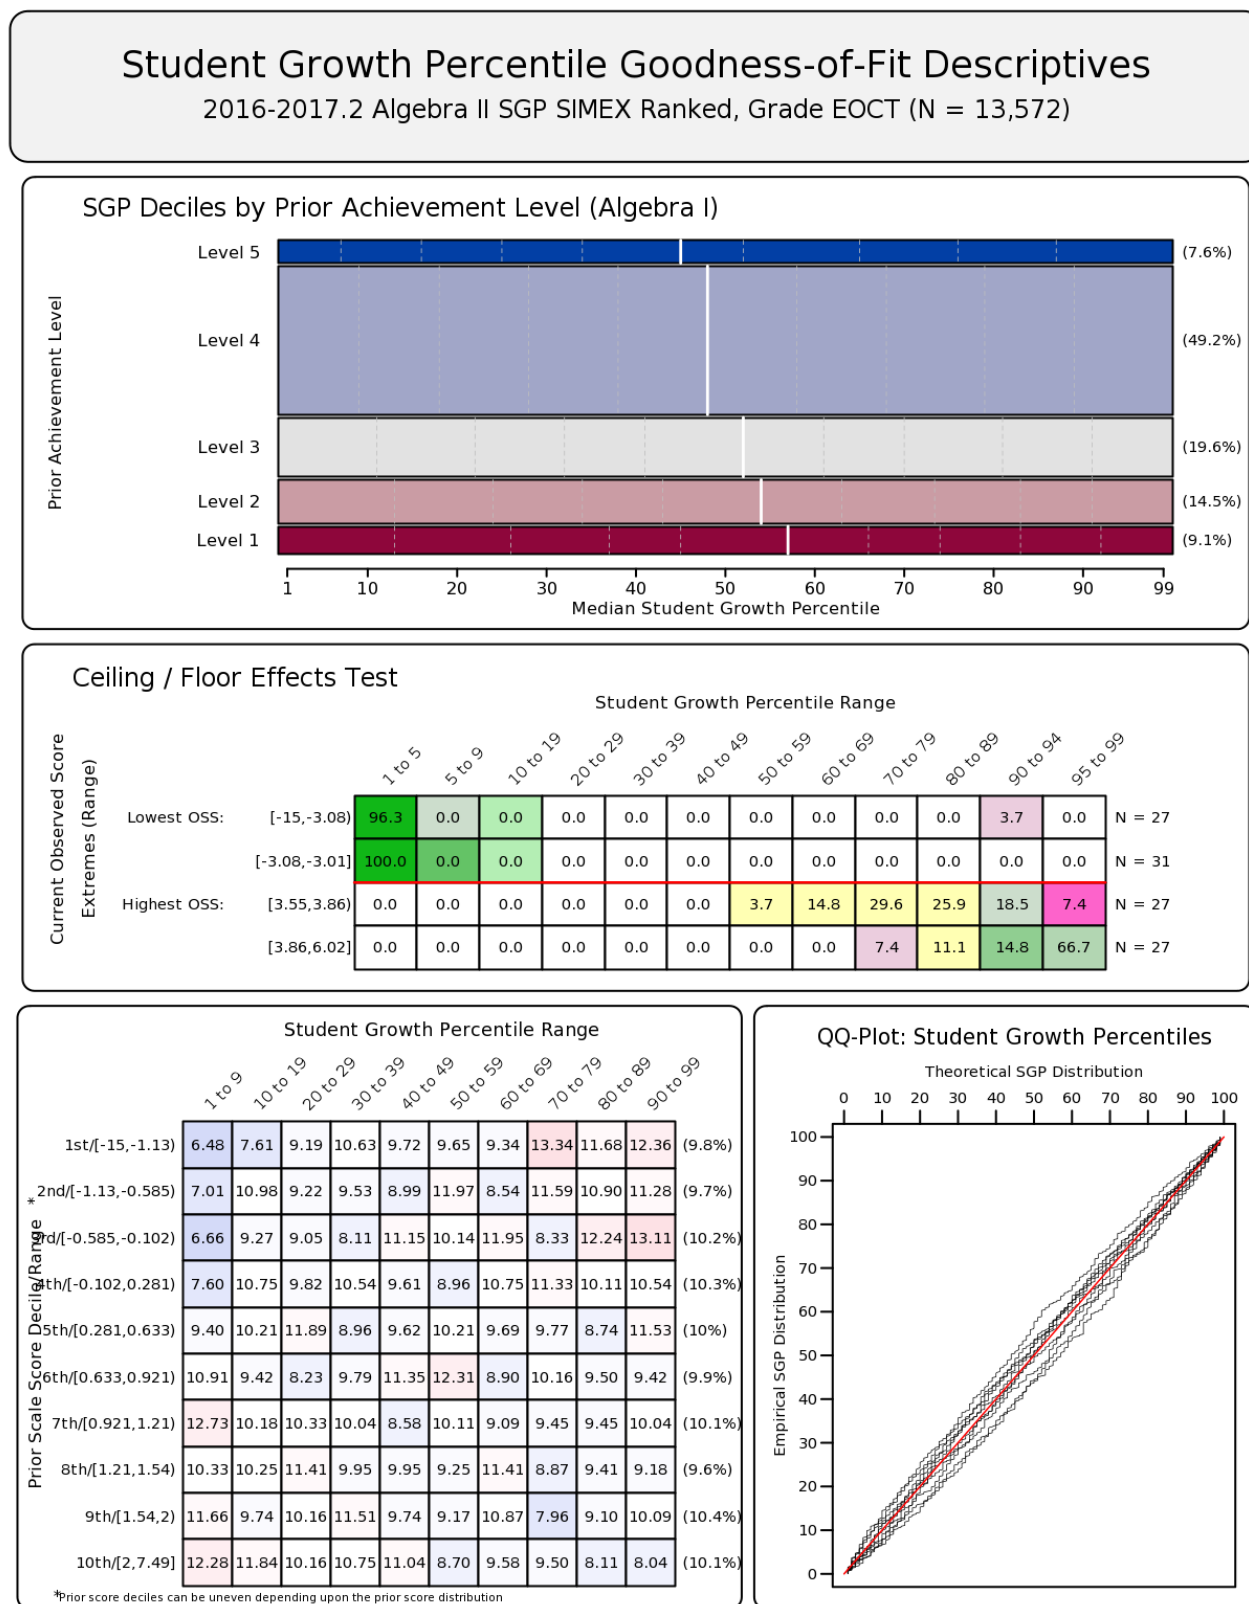 Student Growth Percentile Goodness-of-Fit Descriptives
2016-2017.2 Algebra II SGP SIMEX Ranked, Grade EOCT (N = 13,572)
SGP Deciles by Prior Achievement Level (Algebra I)
Prior Achievement Level
Level 5 (7.6%)
Level 4 (49.2%)
Level 3 (19.6%)
Level 2 (14.5%)
Level 1 (9.1%)
1 10 20 30 40 50 60 70 80 90 99
Median Student Growth Percentile
Ceiling / Floor Effects Test
Student Growth Percentile Range
Current Observed Score
Extremes (Range)
1 to 5 5 to 9 10 to 19 20 to 29 30 to 39 40 to 49 50 to 59 60 to 69 70 to 79 80 to 89 90 to 94 95 to 99
Lowest OSS: [-15,-3.08) 96.3 0.0 0.0 0.0 0.0 0.0 0.0 0.0 0.0 0.0 3.7 0.0 N = 27
[-3.08,-3.01] 100.0 0.0 0.0 0.0 0.0 0.0 0.0 0.0 0.0 0.0 0.0 0.0 N = 31
Highest OSS: [3.55,3.86) 0.0 0.0 0.0 0.0 0.0 0.0 3.7 14.8 29.6 25.9 18.5 7.4 N = 27
[3.86,6.02] 0.0 0.0 0.0 0.0 0.0 0.0 0.0 0.0 7.4 11.1 14.8 66.7 N = 27
Student Growth Percentile Range
Prior Scale Score Decile/Range *
1 to 9 10 to 19 20 to 29 30 to 39 40 to 49 50 to 59 60 to 69 70 to 79 80 to 89 90 to 99
1st/[-15,-1.13) 6.48 7.61 9.19 10.63 9.72 9.65 9.34 13.34 11.68 12.36 (9.8%)
2nd/[-1.13,-0.585) 7.01 10.98 9.22 9.53 8.99 11.97 8.54 11.59 10.90 11.28 (9.7%)
3rd/[-0.585,-0.102) 6.66 9.27 9.05 8.11 11.15 10.14 11.95 8.33 12.24 13.11 (10.2%)
4th/[-0.102,0.281) 7.60 10.75 9.82 10.54 9.61 8.96 10.75 11.33 10.11 10.54 (10.3%)
5th/[0.281,0.633) 9.40 10.21 11.89 8.96 9.62 10.21 9.69 9.77 8.74 11.53 (10%)
6th/[0.633,0.921) 10.91 9.42 8.23 9.79 11.35 12.31 8.90 10.16 9.50 9.42 (9.9%)
7th/[0.921,1.21) 12.73 10.18 10.33 10.04 8.58 10.11 9.09 9.45 9.45 10.04 (10.1%)
8th/[1.21,1.54) 10.33 10.25 11.41 9.95 9.95 9.25 11.41 8.87 9.41 9.18 (9.6%)
9th/[1.54,2) 11.66 9.74 10.16 11.51 9.74 9.17 10.87 7.96 9.10 10.09 (10.4%)
10th/[2,7.49] 12.28 11.84 10.16 10.75 11.04 8.70 9.58 9.50 8.11 8.04 (10.1%)
*Prior score deciles can be uneven depending upon the prior score distribution
QQ-Plot: Student Growth Percentiles
Theoretical SGP Distribution
0 10 20 30 40 50 60 70 80 90 100
Empirical SGP Distribution
100
90
80
70
60
50
40
30
20
10
0